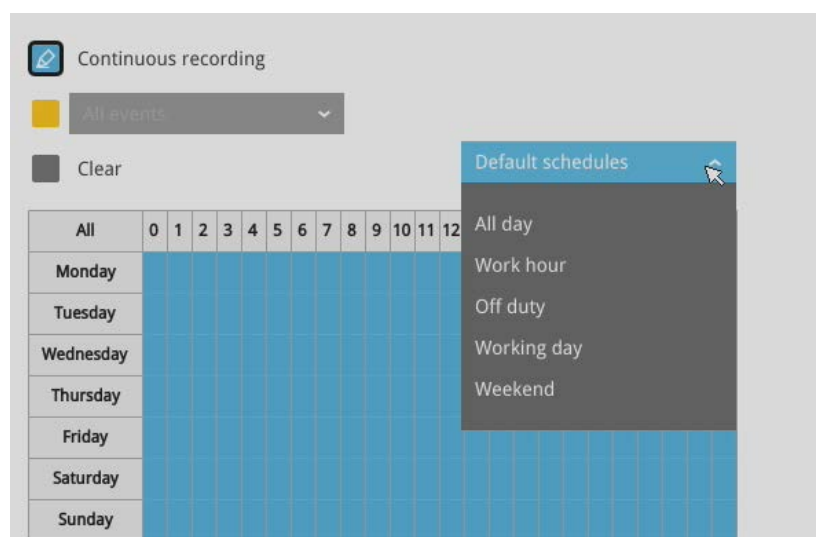 Continuous recording
All events
Clear
Default schedules
All day
Work hour
Off duty
Working day
Weekend
All 0 1 2 3 4 5 6 7 8 9 10 11 12
Monday
Tuesday
Wednesday
Thursday
Friday
Saturday
Sunday